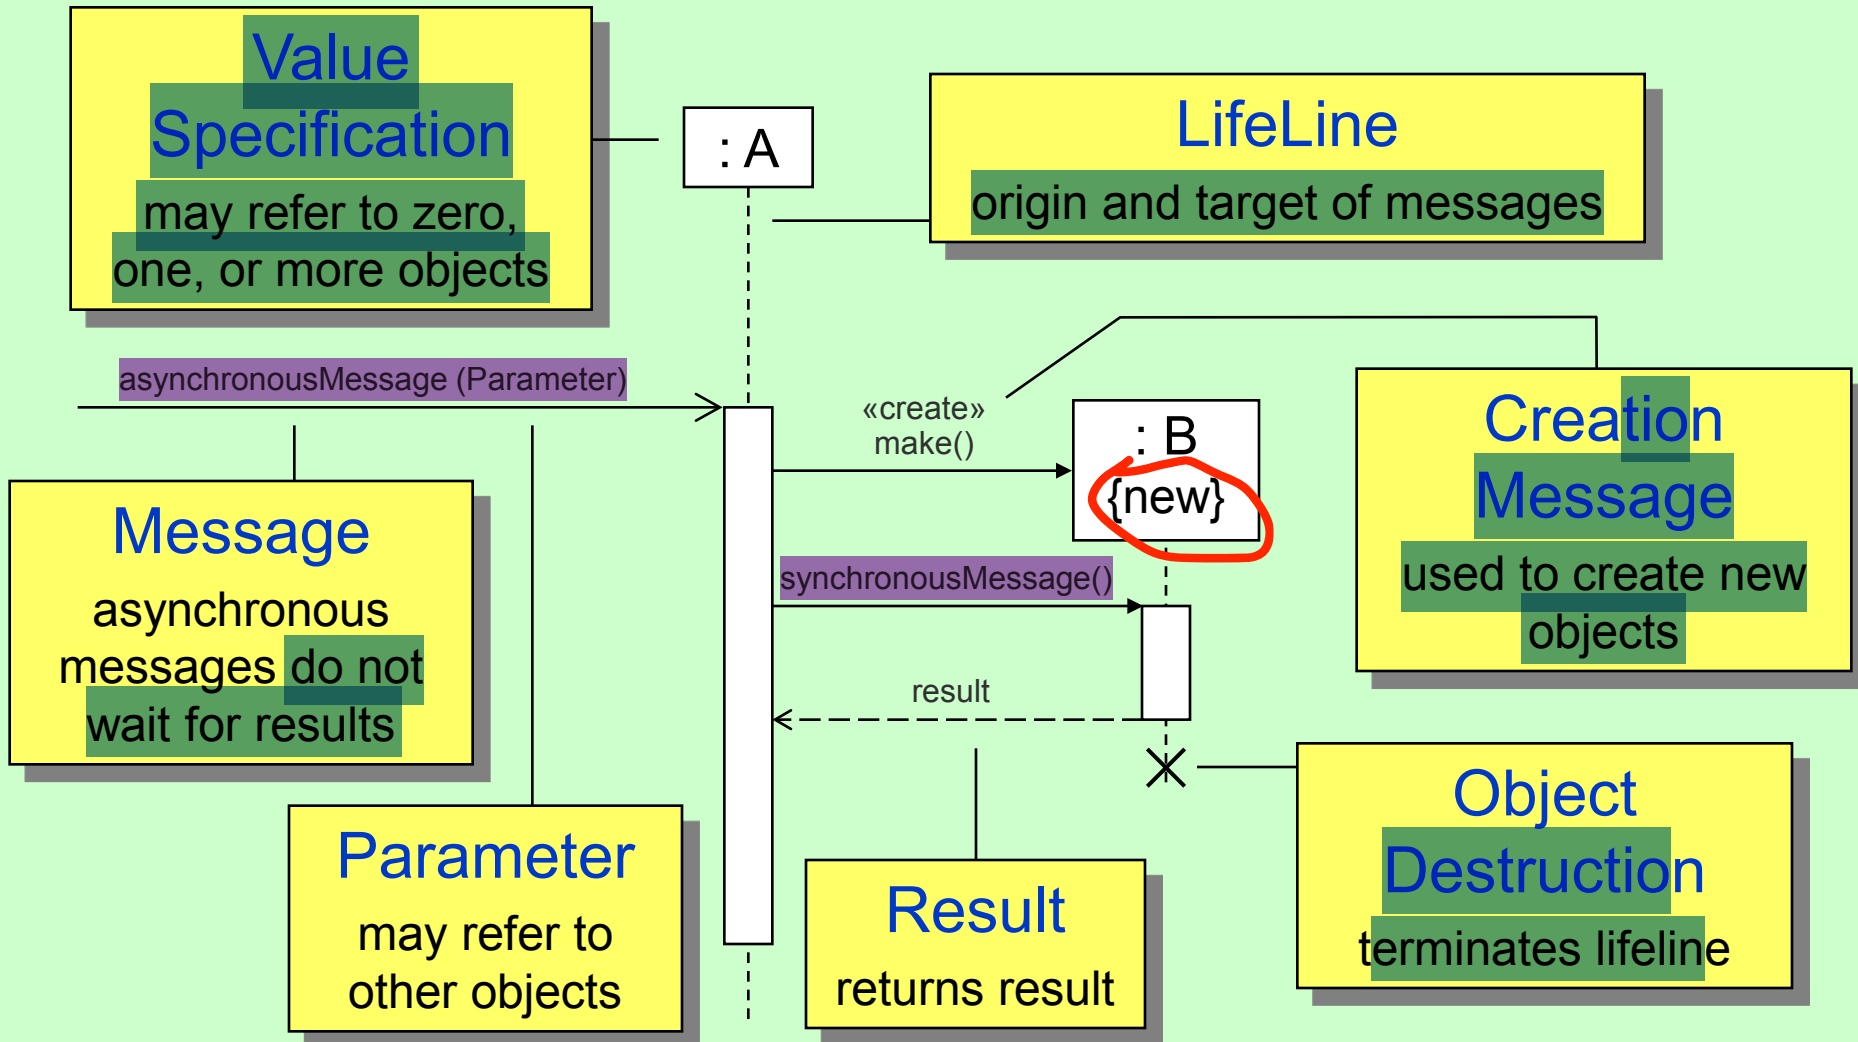 Value
Specification
may refer to zero,
one, or more objects
: A
LifeLine
origin and target of messages
asynchronousMessage (Parameter)
«create»
make()
: B
{new}
Creation
Message
used to create new
objects
Message
asynchronous
messages do not
wait for results
synchronousMessage()
result
Parameter
may refer to
other objects
Result
returns result
Object
Destruction
terminates lifeline